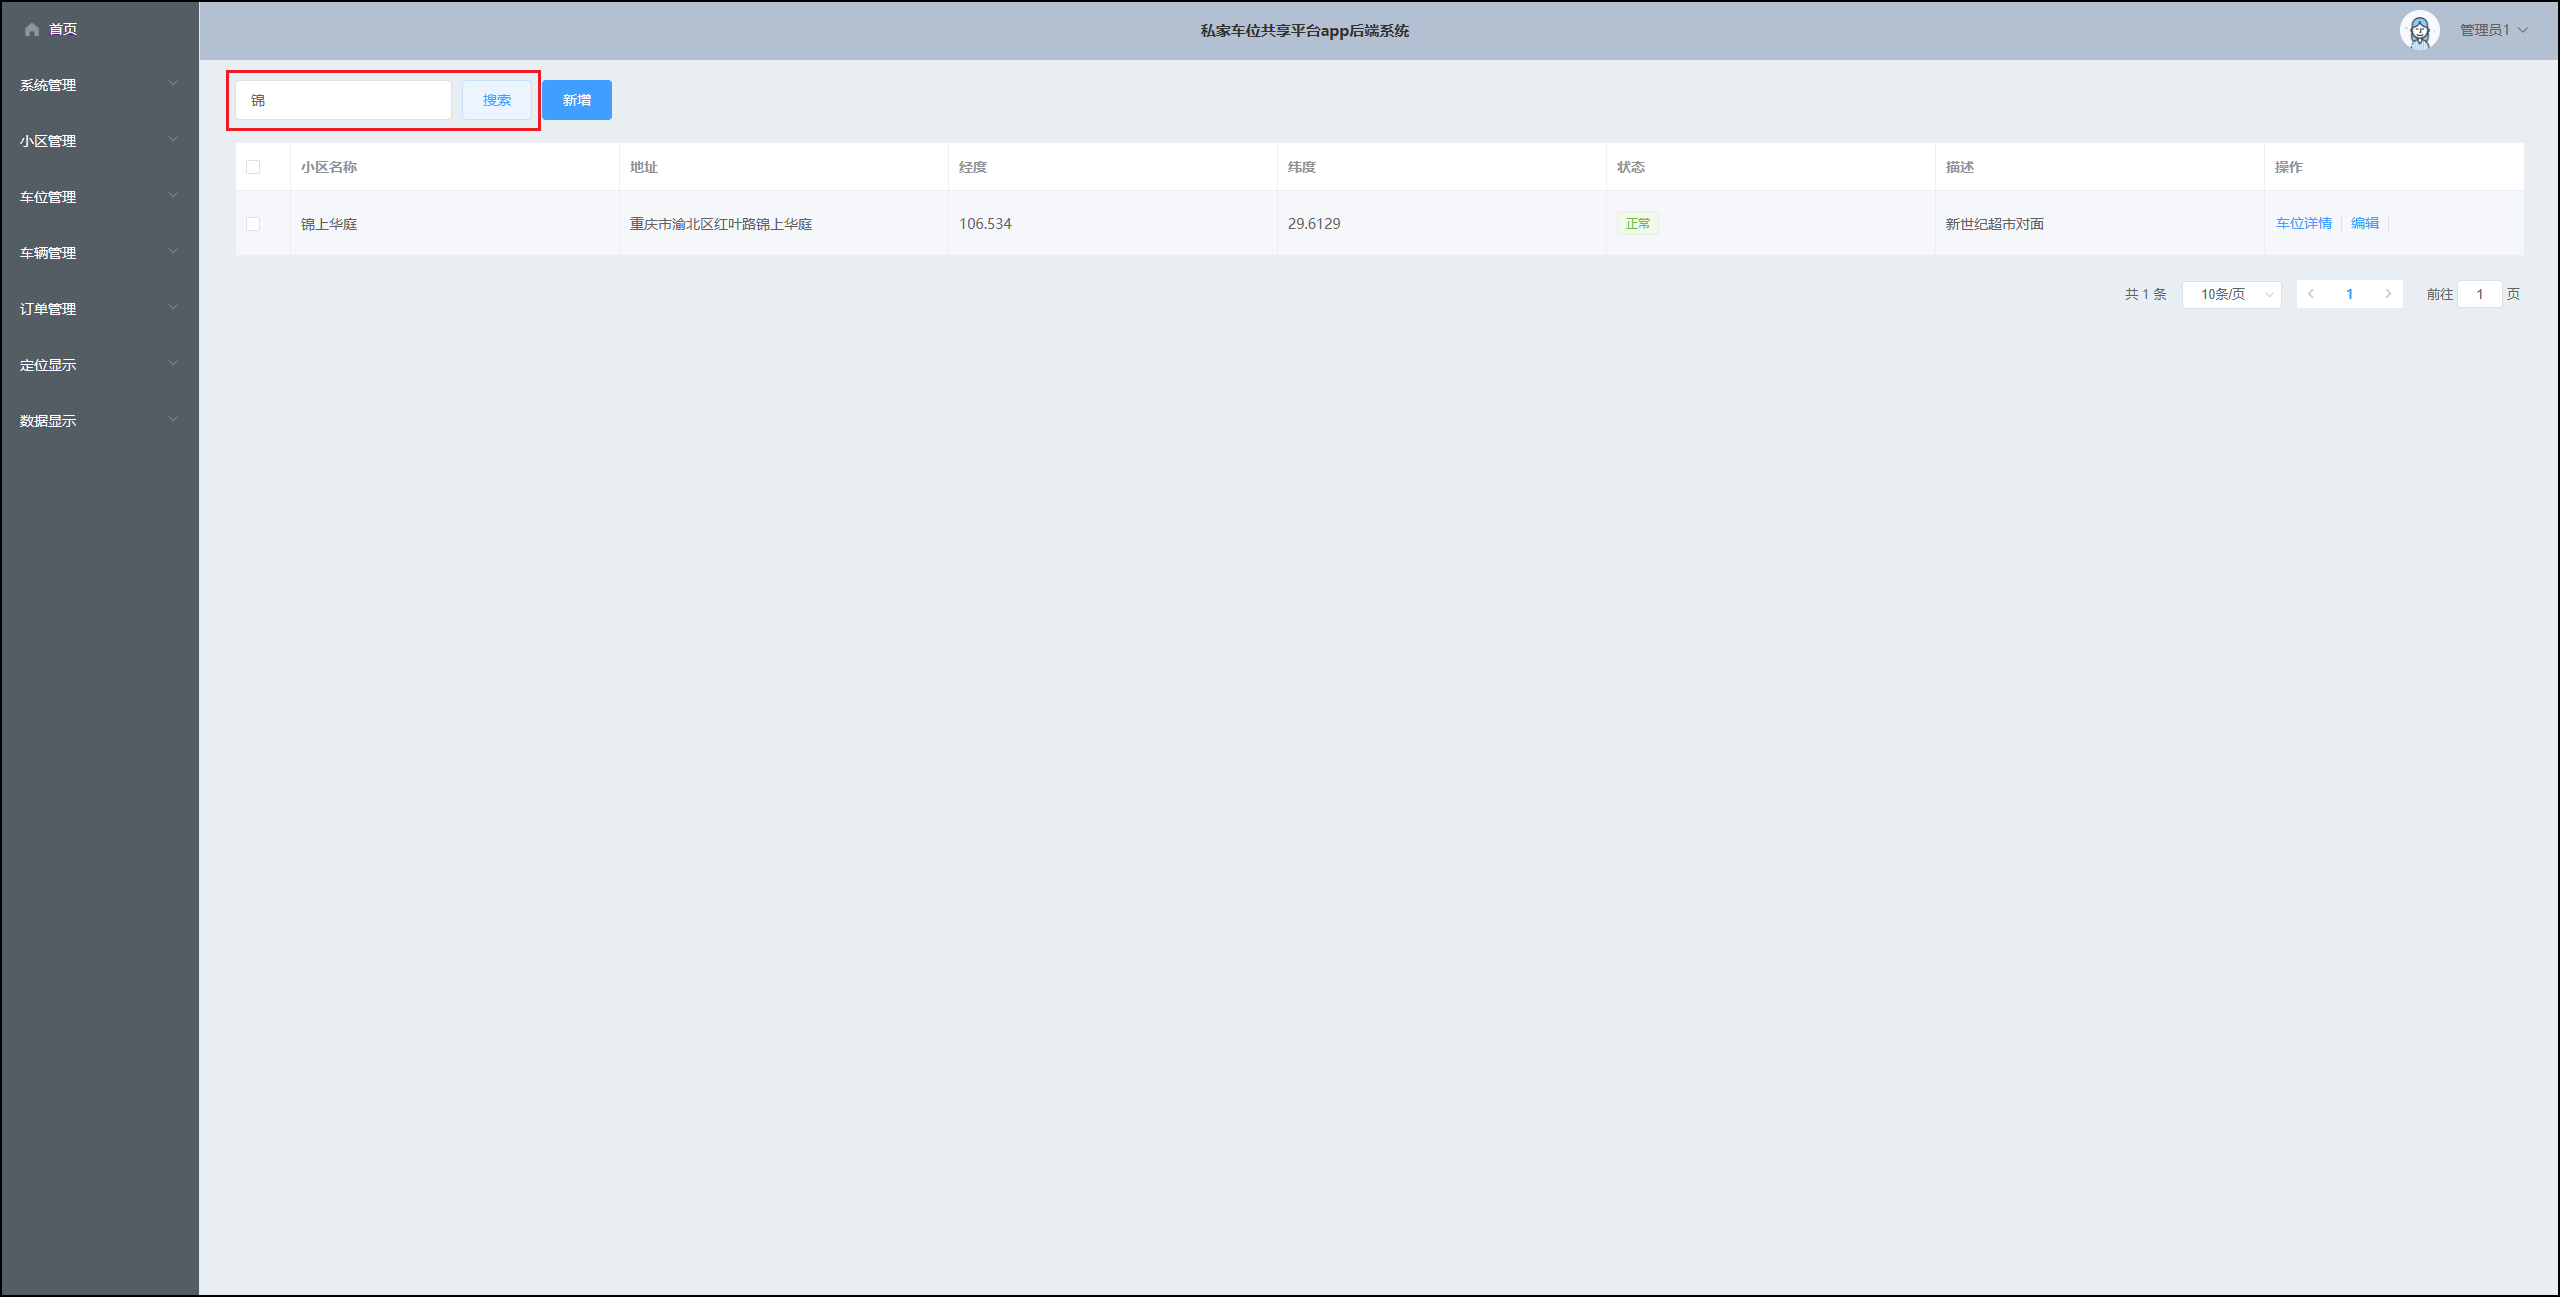 首页
系统管理
小区管理
车位管理
车辆管理
订单管理
定位显示
数据显示
私家车位共享平台app后端系统
管理员1
锦 搜索 新增
小区名称 地址 经度 纬度 状态 描述 操作
锦上华庭 重庆市渝北区红叶路锦上华庭 106.534 29.6129 正常 新世纪超市对面 车位详情 编辑
共 1 条 10条/页 1 前往 1 页